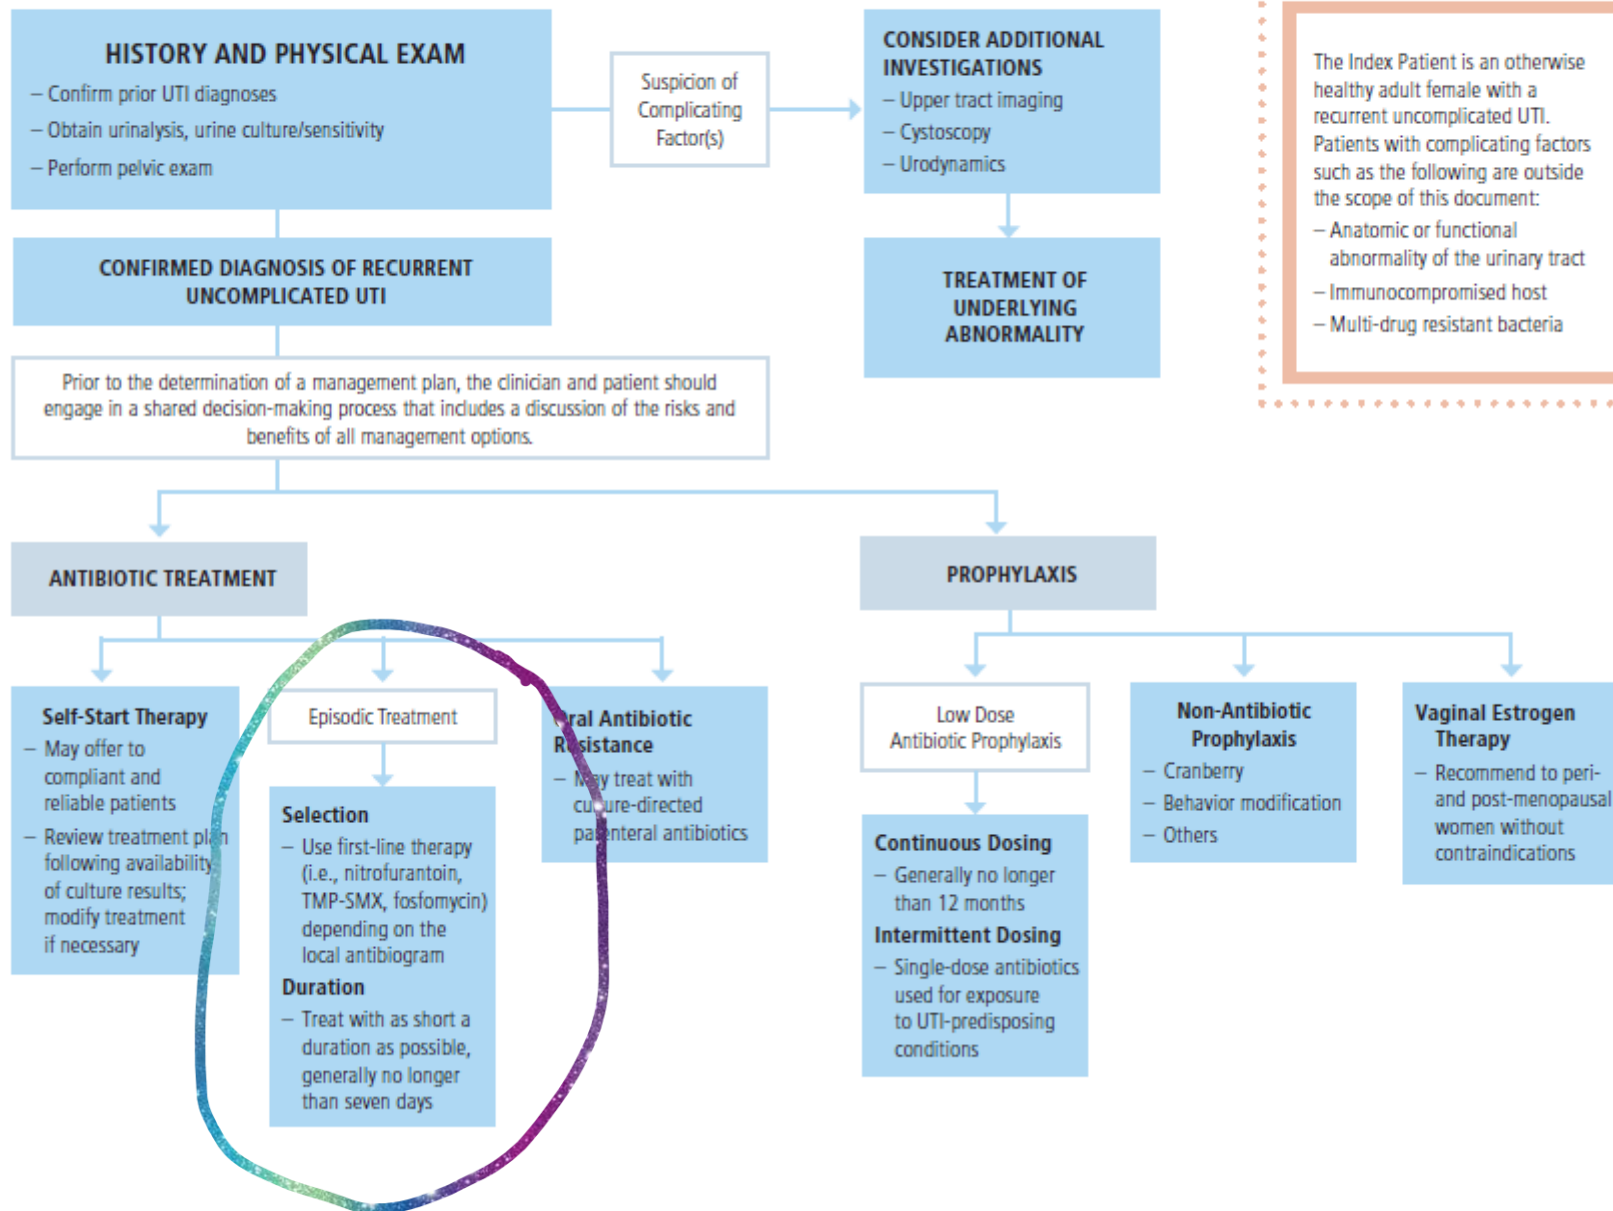 HISTORY AND PHYSICAL EXAM
– Confirm prior UTI diagnoses
– Obtain urinalysis, urine culture/sensitivity
– Perform pelvic exam
Suspicion of
Complicating
Factor(s)
CONSIDER ADDITIONAL
INVESTIGATIONS
– Upper tract imaging
– Cystoscopy
– Urodynamics
The Index Patient is an otherwise
healthy adult female with a
recurrent uncomplicated UTI.
Patients with complicating factors
such as the following are outside
the scope of this document:
– Anatomic or functional
abnormality of the urinary tract
– Immunocompromised host
– Multi-drug resistant bacteria
CONFIRMED DIAGNOSIS OF RECURRENT
UNCOMPLICATED UTI
TREATMENT OF
UNDERLYING
ABNORMALITY
Prior to the determination of a management plan, the clinician and patient should
engage in a shared decision-making process that includes a discussion of the risks and
benefits of all management options.
ANTIBIOTIC TREATMENT
Self-Start Therapy
– May offer to
compliant and
reliable patients
– Review treatment plan
following availability
of culture results;
modify treatment
if necessary
Episodic Treatment
Selection
– Use first-line therapy
(i.e., nitrofurantoin,
TMP-SMX, fosfomycin)
depending on the
local antibiogram
Duration
– Treat with as short a
duration as possible,
generally no longer
than seven days
Oral Antibiotic
Resistance
– May treat with
culture-directed
parenteral antibiotics
PROPHYLAXIS
Low Dose
Antibiotic Prophylaxis
Continuous Dosing
– Generally no longer
than 12 months
Intermittent Dosing
– Single-dose antibiotics
used for exposure
to UTI-predisposing
conditions
Non-Antibiotic
Prophylaxis
– Cranberry
– Behavior modification
– Others
Vaginal Estrogen
Therapy
– Recommend to peri-
and post-menopausal
women without
contraindications